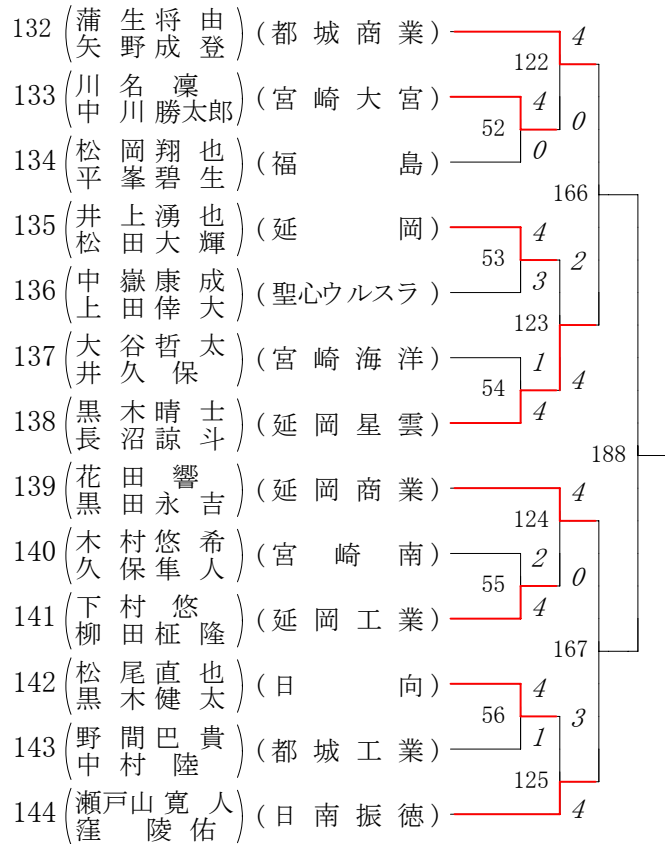 132 蒲生将由 矢野成登 (都城商業)
133 川名凜 中川勝太郎 (宮崎大宮)
134 松岡翔也 平峯碧生 (福島)
135 井上湧也 松田大輝 (延岡)
136 中嶽康成 上田倖大 (聖心ウルスラ)
137 大谷哲太 井久保 (宮崎海洋)
138 黒木晴士 長沼諒斗 (延岡星雲)
139 花田響 黒田永吉 (延岡商業)
140 木村悠希 久保隼人 (宮崎南)
141 下村悠 柳田柾隆 (延岡工業)
142 松尾直也 黒木健太 (日向)
143 野間巴貴 中村陸 (都城工業)
144 瀬戸山寛人 窪陵佑 (日南振徳)
4
122
4
0
52
0
166
4
2
53
3
123
1
4
54
4
188
4
124
2
0
55
4
167
4
3
56
1
125
4